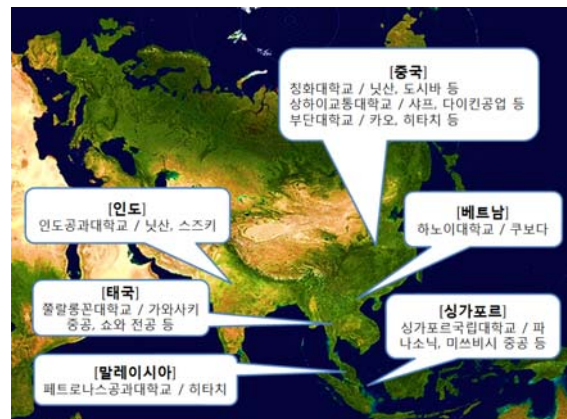 [중국]
칭화대학교 / 닛산, 도시바 등
상하이교통대학교 / 샤프, 다이킨공업 등
부단대학교 / 카오, 히타치 등
[인도]
인도공과대학교 / 닛산, 스즈키
[베트남]
하노이대학교 / 쿠보다
[태국]
쭐랄롱꼰대학교 / 가와사키
중공, 쇼와 전공 등
[싱가포르]
싱가포르국립대학교 / 파
나소닉, 미쓰비시 중공 등
[말레이시아]
페트로나스공과대학교 / 히타치